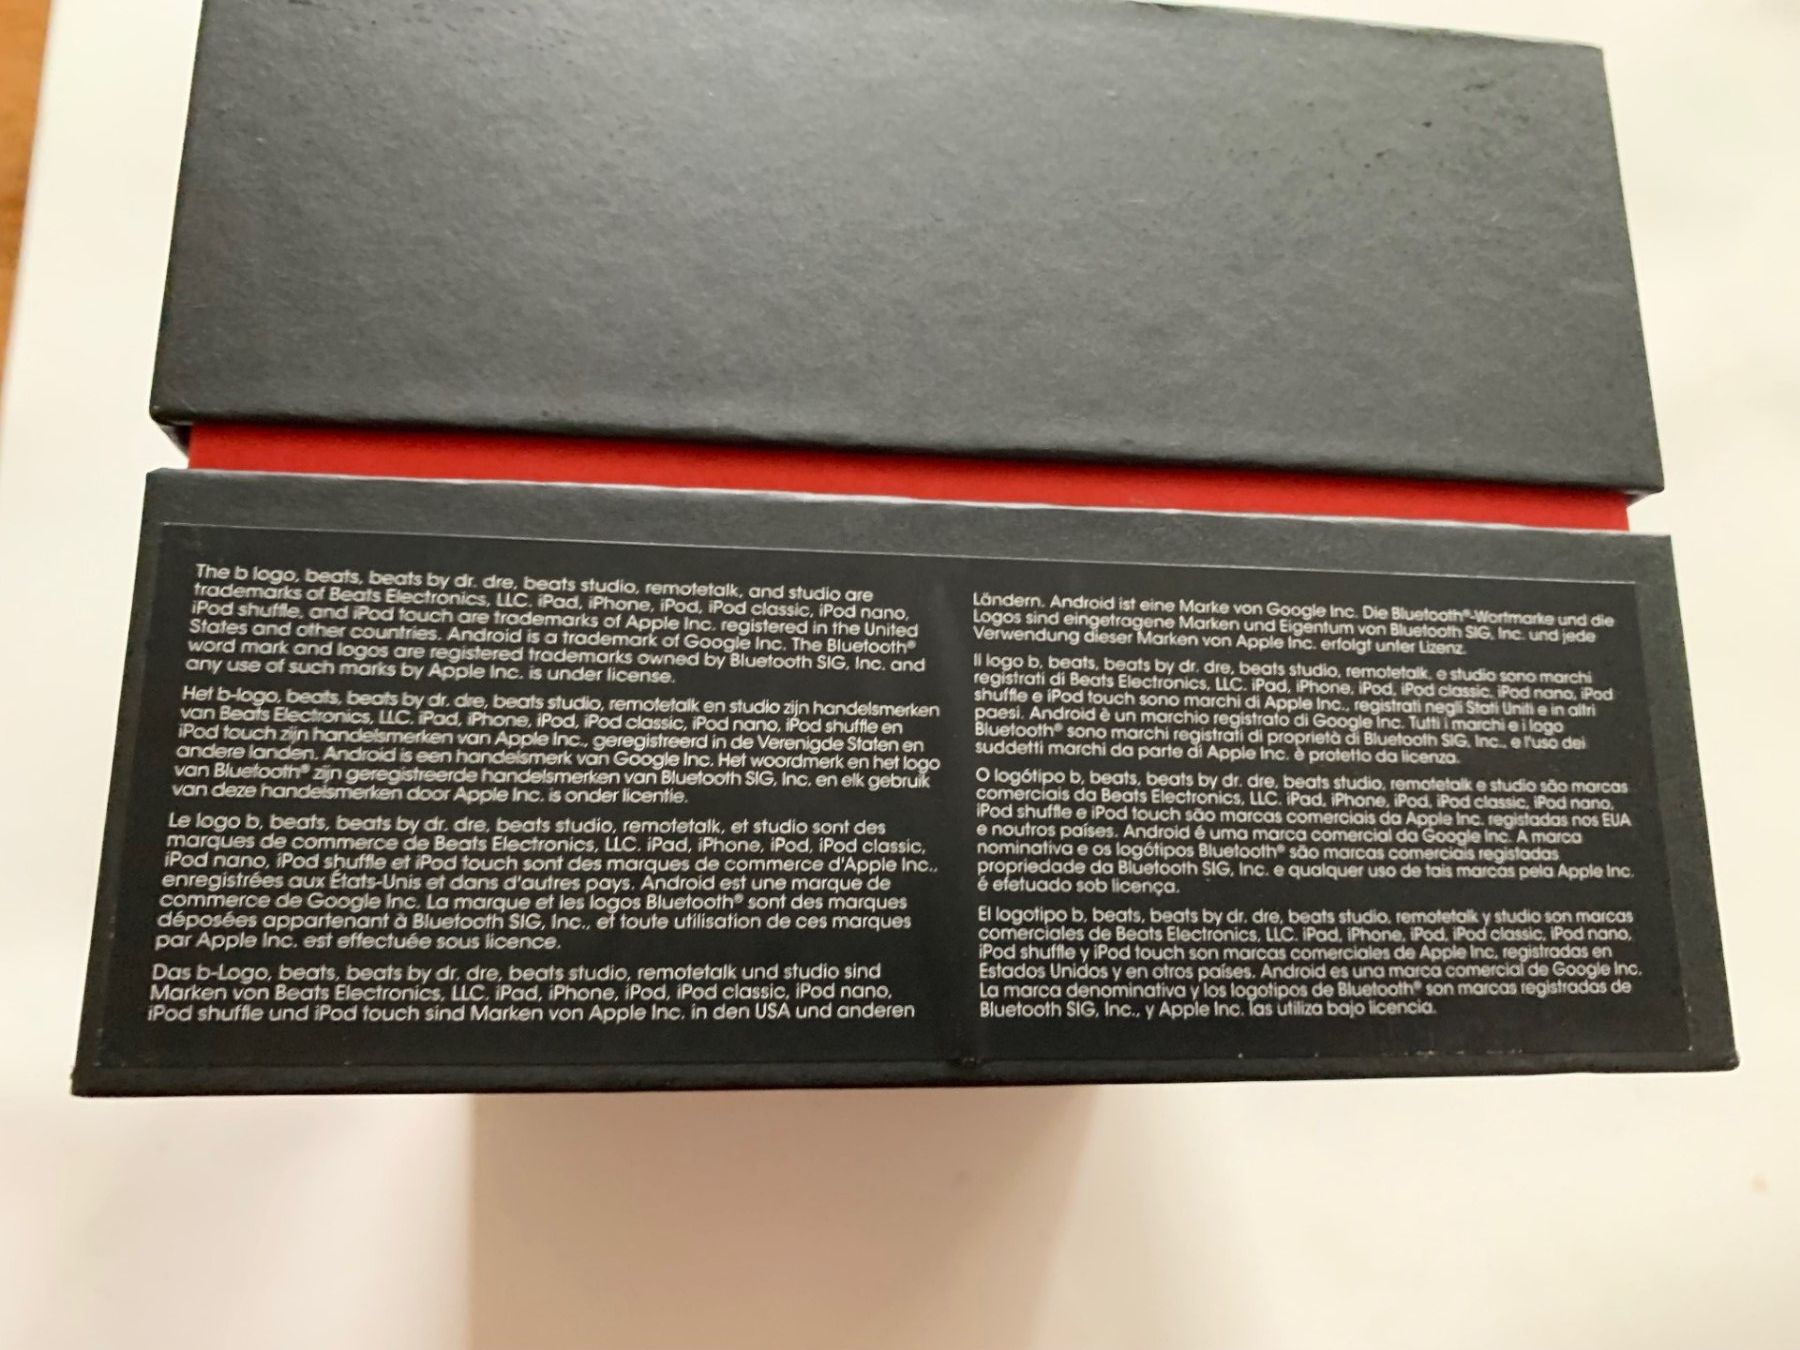 The b logo, beats, beats by dr. dre, beats studio, remotetalk, and studio are
trademarks of Beats Electronics, LLC. iPad, iPhone, iPod, iPod classic, iPod nano,
iPod shuffle, and iPod touch are trademarks of Apple Inc. registered in the United
States and other countries. Android is a trademark of Google Inc. The Bluetooth®
word mark and logos are registered trademarks owned by Bluetooth SIG, Inc. and
any use of such marks by Apple Inc. is under license.
Het b-logo, beats, beats by dr. dre, beats studio, remotetalk en studio zijn handelsmerken
van Beats Electronics, LLC. iPad, iPhone, iPod, iPod classic, iPod nano, iPod shuffle en
iPod touch zijn handelsmerken van Apple Inc., geregistreerd in de Verenigde Staten en
andere landen. Android is een handelsmerk van Google Inc. Het woordmerk en het logo
van Bluetooth® zijn geregistreerde handelsmerken van Bluetooth SIG, Inc. en elk gebruik
van deze handelsmerken door Apple Inc. is onder licentie.
Le logo b, beats, beats by dr. dre, beats studio, remotetalk, et studio sont des
marques de commerce de Beats Electronics, LLC. iPad, iPhone, iPod, iPod classic,
iPod nano, iPod shuffle et iPod touch sont des marques de commerce d'Apple Inc.,
enregistrées aux États-Unis et dans d'autres pays. Android est une marque de
commerce de Google Inc. La marque et les logos Bluetooth® sont des marques
déposées appartenant à Bluetooth SIG, Inc., et toute utilisation de ces marques
par Apple Inc. est effectuée sous licence.
Das b-Logo, beats, beats by dr. dre, beats studio, remotetalk und studio sind
Marken von Beats Electronics, LLC. iPad, iPhone, iPod, iPod classic, iPod nano,
iPod shuffle und iPod touch sind Marken von Apple Inc. in den USA und anderen
Ländern. Android ist eine Marke von Google Inc. Die Bluetooth®-Wortmarke und die
Logos sind eingetragene Marken und Eigentum von Bluetooth SIG, Inc. und jede
Verwendung dieser Marken von Apple Inc. erfolgt unter Lizenz.
Il logo b, beats, beats by dr. dre, beats studio, remotetalk, e studio sono marchi
registrati di Beats Electronics, LLC. iPad, iPhone, iPod, iPod classic, iPod nano, iPod
shuffle e iPod touch sono marchi di Apple Inc., registrati negli Stati Uniti e in altri
paesi. Android è un marchio registrato di Google Inc. Tutti i marchi e i logo
Bluetooth® sono marchi registrati di proprietà di Bluetooth SIG, Inc., e l'uso dei
suddetti marchi da parte di Apple Inc. è protetto da licenza.
O logótipo b, beats, beats by dr. dre, beats studio, remotetalk e studio são marcas
comerciais da Beats Electronics, LLC. iPad, iPhone, iPod, iPod classic, iPod nano,
iPod shuffle e iPod touch são marcas comerciais da Apple Inc. registadas nos EUA
e noutros países. Android é uma marca comercial da Google Inc. A marca
nominativa e os logótipos Bluetooth® são marcas comerciais registadas
propriedade da Bluetooth SIG, Inc. e qualquer uso de tais marcas pela Apple Inc.
é efetuado sob licença.
El logotipo b, beats, beats by dr. dre, beats studio, remotetalk y studio son marcas
comerciales de Beats Electronics, LLC. iPad, iPhone, iPod, iPod classic, iPod nano,
iPod shuffle y iPod touch son marcas comerciales de Apple Inc. registradas en
Estados Unidos y en otros países. Android es una marca comercial de Google Inc.
La marca denominativa y los logotipos de Bluetooth® son marcas registradas de
Bluetooth SIG, Inc., y Apple Inc. las utiliza bajo licencia.